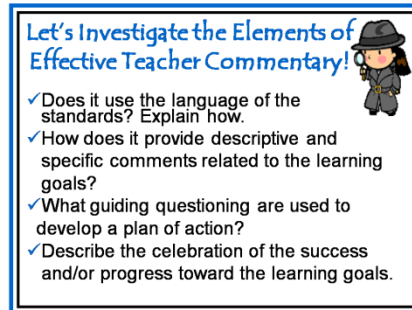 Let's Investigate the Elements of
Effective Teacher Commentary!
✓Does it use the language of the
standards? Explain how.
✓How does it provide descriptive and
specific comments related to the learning
goals?
✓What guiding questioning are used to
develop a plan of action?
✓Describe the celebration of the success
and/or progress toward the learning goals.